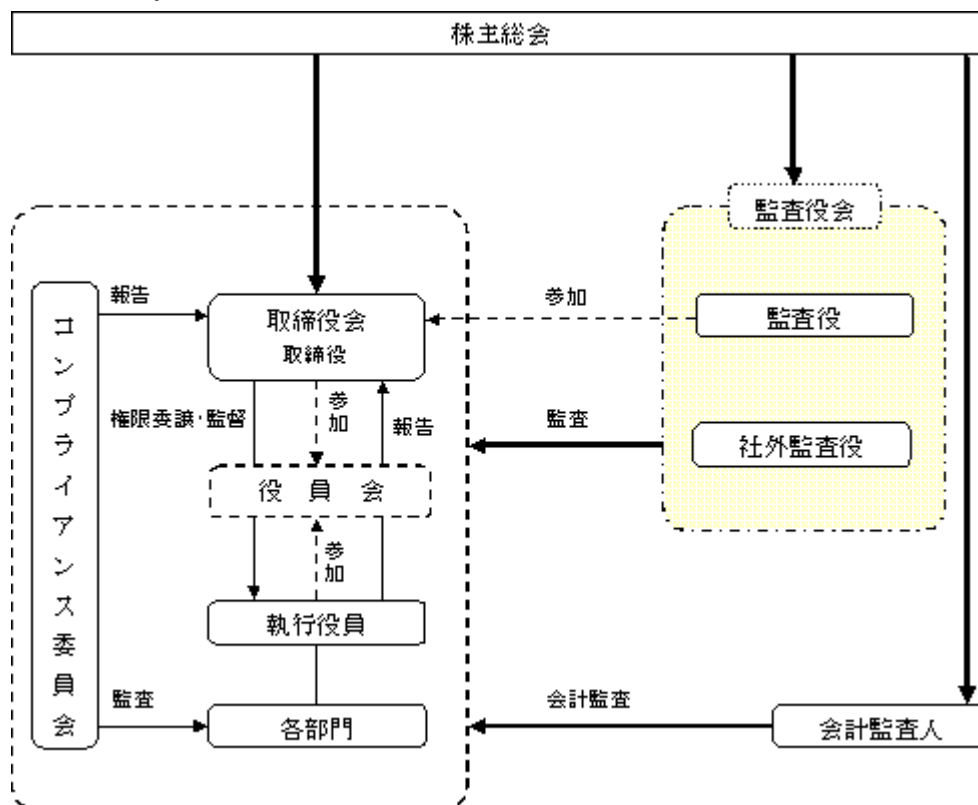 株主総会
監査役会
報告
参加
取締役会
取締役
監査役
コンプライアンス委員会
権限委譲・監督
参加
報告
監査
社外監査役
役員会
参加
執行役員
監査
会計監査
各部門
会計監査人